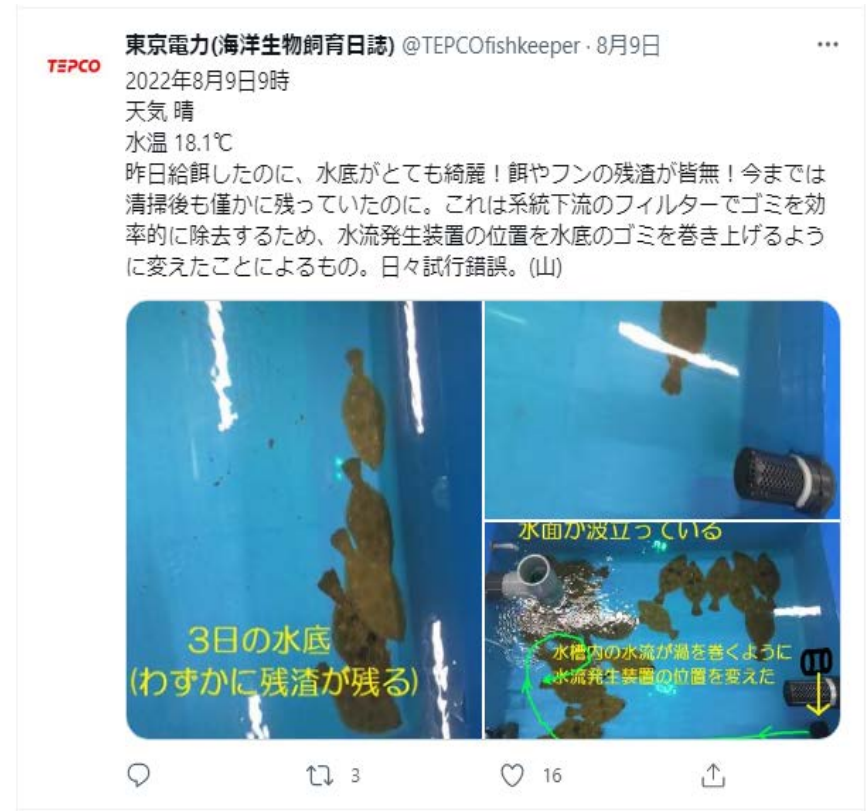 東京電力(海洋生物飼育日誌) @TEPCOfishkeeper · 8月9日
TEPCO
2022年8月9日9時
天気 晴
水温 18.1℃
昨日給餌したのに、水底がとても綺麗！餌やフンの残渣が皆無！今までは
清掃後も僅かに残っていたのに。これは系統下流のフィルターでゴミを効
率的に除去するため、水流発生装置の位置を水底のゴミを巻き上げるよう
に変えたことによるもの。日々試行錯誤。(山)
3日の水底
(わずかに残渣が残る)
水面が波立っている
水槽内の水流が渦を巻くように
水流発生装置の位置を変えた
旧
3
16